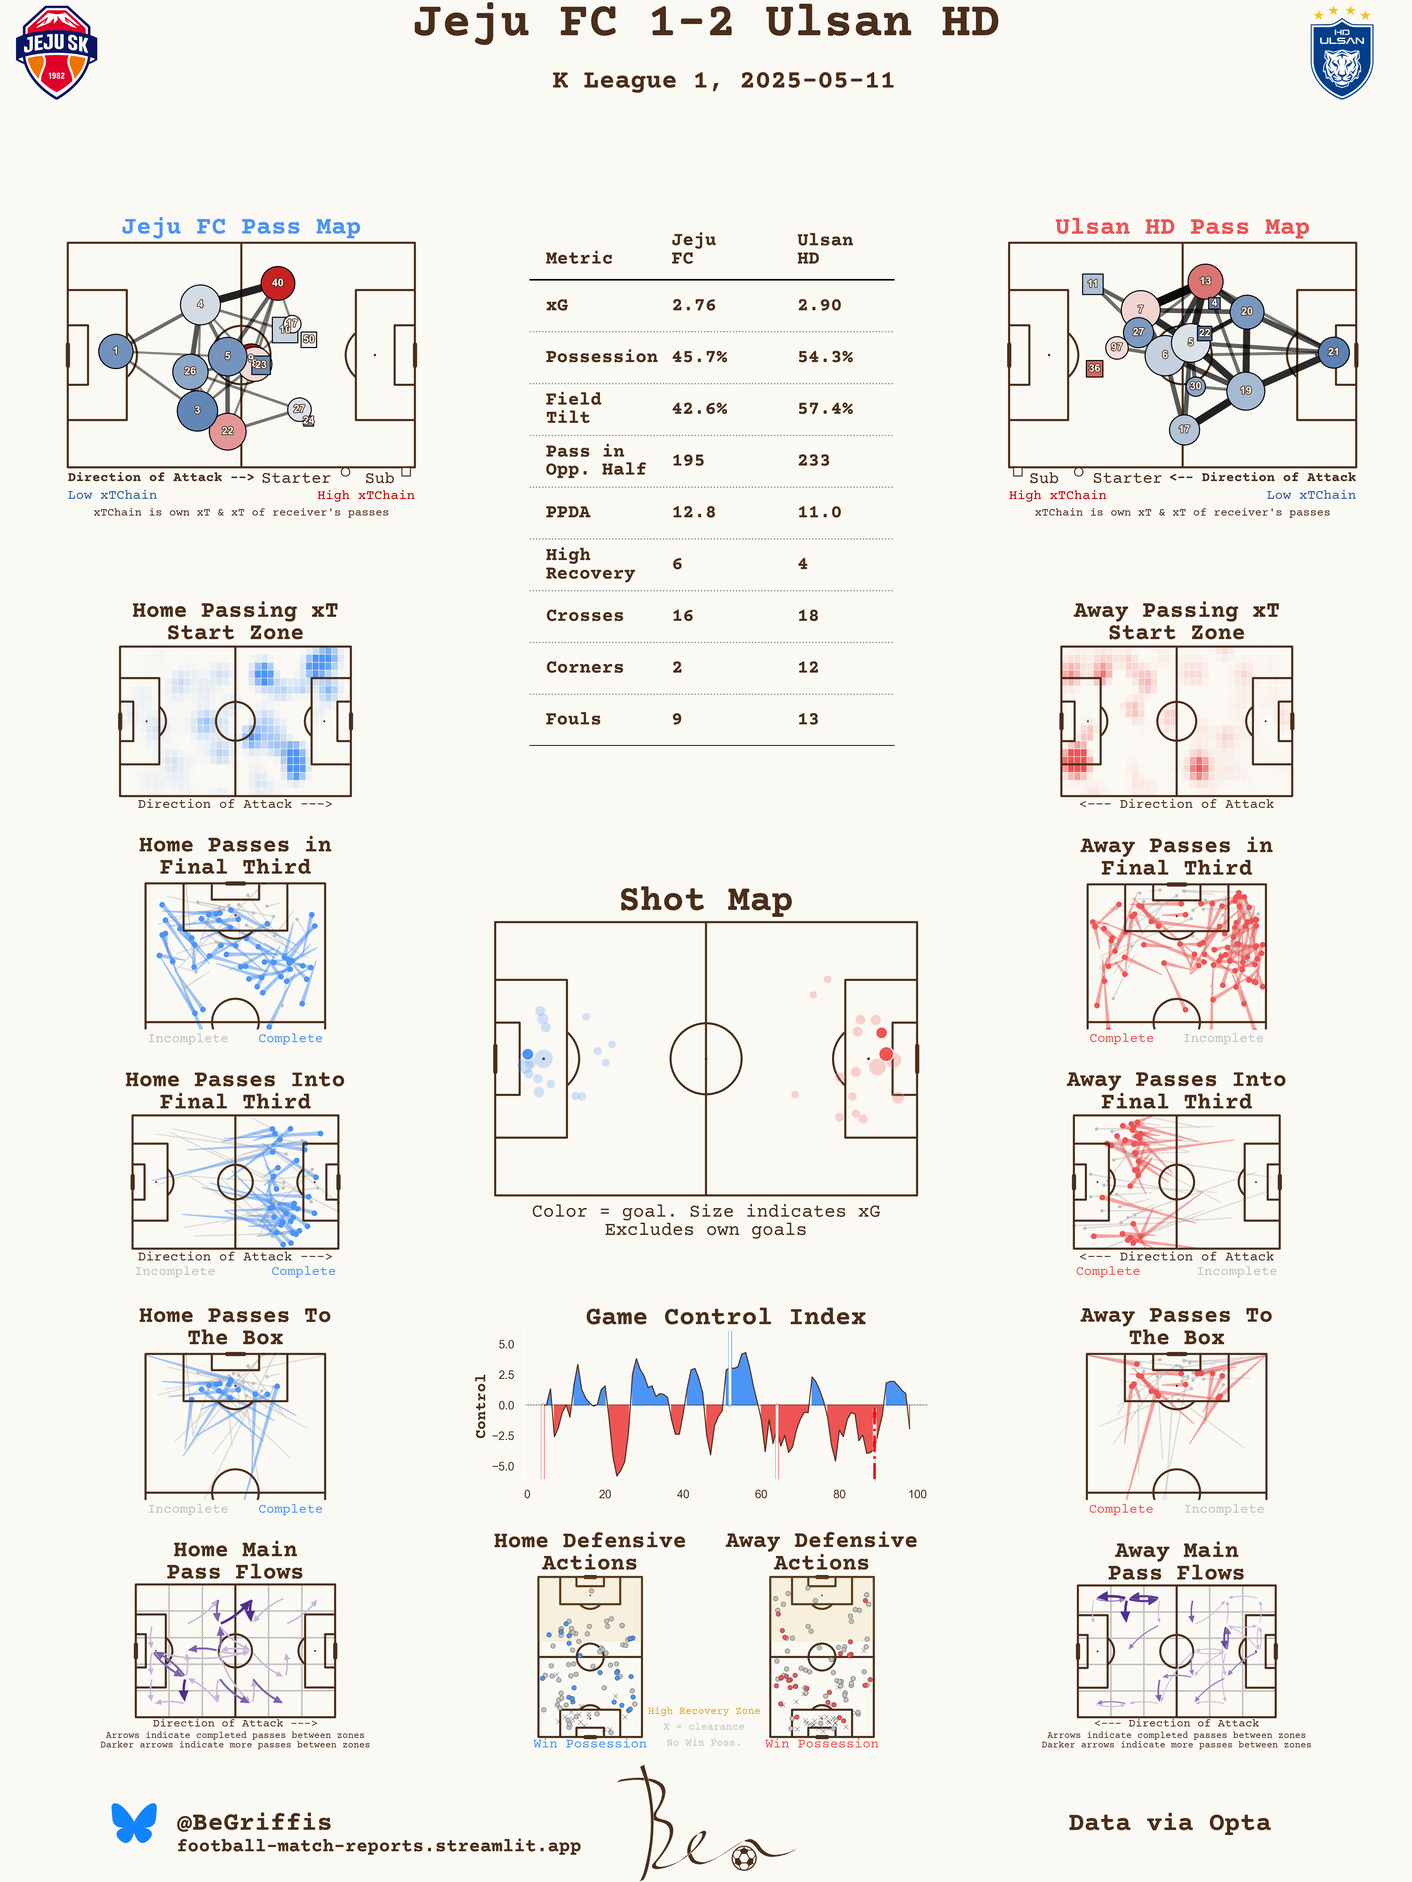 Jeju FC 1-2 Ulsan HD
K League 1, 2025-05-11
JEJU SK
1982
HD
ULSAN
Jeju FC Pass Map
40
4
17
16
50
1
5
9
23
26
3
27
24
22
Direction of Attack --> Starter Sub
Low xTChain High xTChain
xTChain is own xT & xT of receiver's passes
Metric Jeju FC Ulsan HD
xG 2.76 2.90
Possession 45.7% 54.3%
Field Tilt 42.6% 57.4%
Pass in Opp. Half 195 233
PPDA 12.8 11.0
High Recovery 6 4
Crosses 16 18
Corners 2 12
Fouls 9 13
Ulsan HD Pass Map
11
13
4
7
20
27
22
97
5
6
21
36
30
19
17
Sub Starter <-- Direction of Attack
High xTChain Low xTChain
xTChain is own xT & xT of receiver's passes
Home Passing xT
Start Zone
Direction of Attack --->
Away Passing xT
Start Zone
<--- Direction of Attack
Home Passes in
Final Third
Incomplete Complete
Away Passes in
Final Third
Complete Incomplete
Shot Map
Color = goal. Size indicates xG
Excludes own goals
Home Passes Into
Final Third
Direction of Attack --->
Incomplete Complete
Away Passes Into
Final Third
<--- Direction of Attack
Complete Incomplete
Home Passes To
The Box
Incomplete Complete
Game Control Index
Control
5.0
2.5
0.0
−2.5
−5.0
0 20 40 60 80 100
Away Passes To
The Box
Complete Incomplete
Home Main
Pass Flows
Direction of Attack --->
Arrows indicate completed passes between zones
Darker arrows indicate more passes between zones
Home Defensive
Actions
Win Possession
High Recovery Zone
X = clearance
No Win Poss.
Away Defensive
Actions
Win Possession
Away Main
Pass Flows
<--- Direction of Attack
Arrows indicate completed passes between zones
Darker arrows indicate more passes between zones
@BeGriffis
football-match-reports.streamlit.app
Ben
Data via Opta